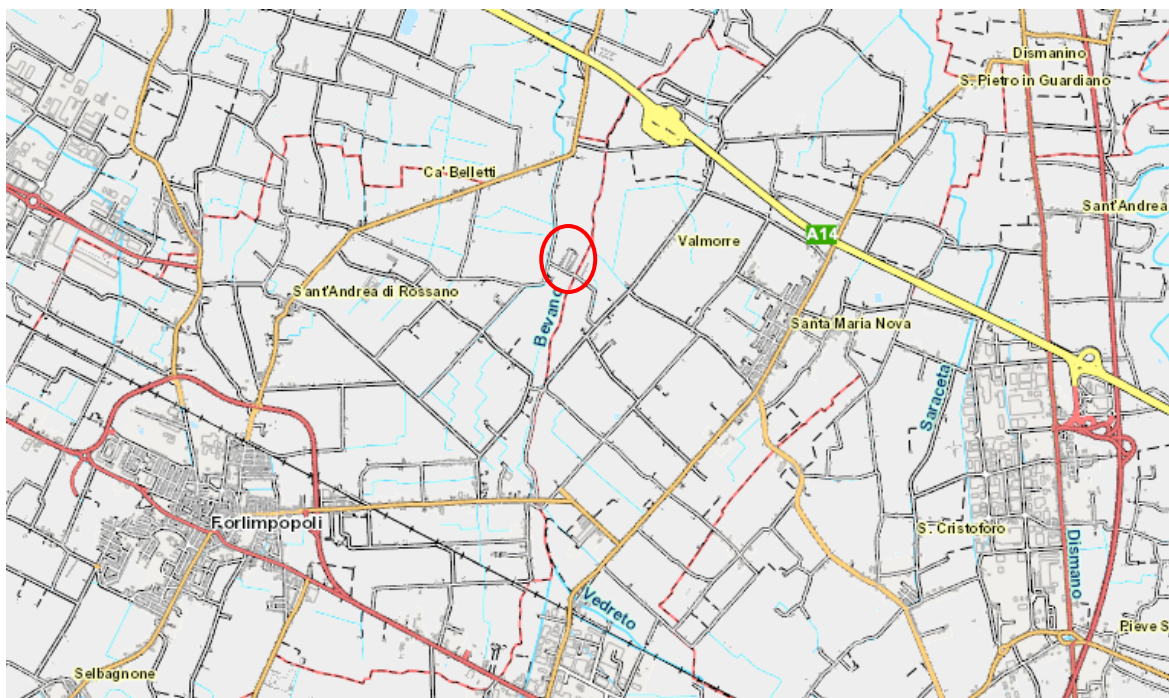 Dismanino
S. Pietro in Guardiano
Ca' Belletti
Sant'Andrea
A14
Valmorre
Sant'Andrea di Rossano
Bevano
Santa Maria Nova
Saraceta
Forlimpopoli
S. Cristoforo
Dismano
Vedreto
Pieve S
Selbagnone